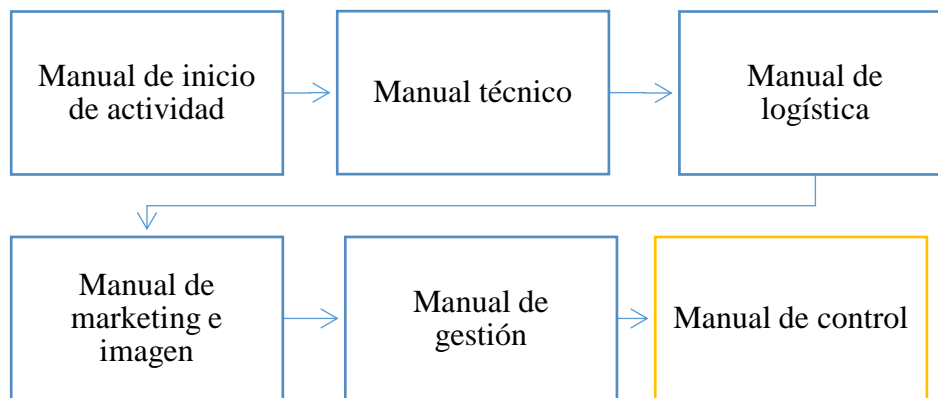 Manual de inicio
de actividad
Manual técnico
Manual de
logística
Manual de
marketing e
imagen
Manual de
gestión
Manual de control